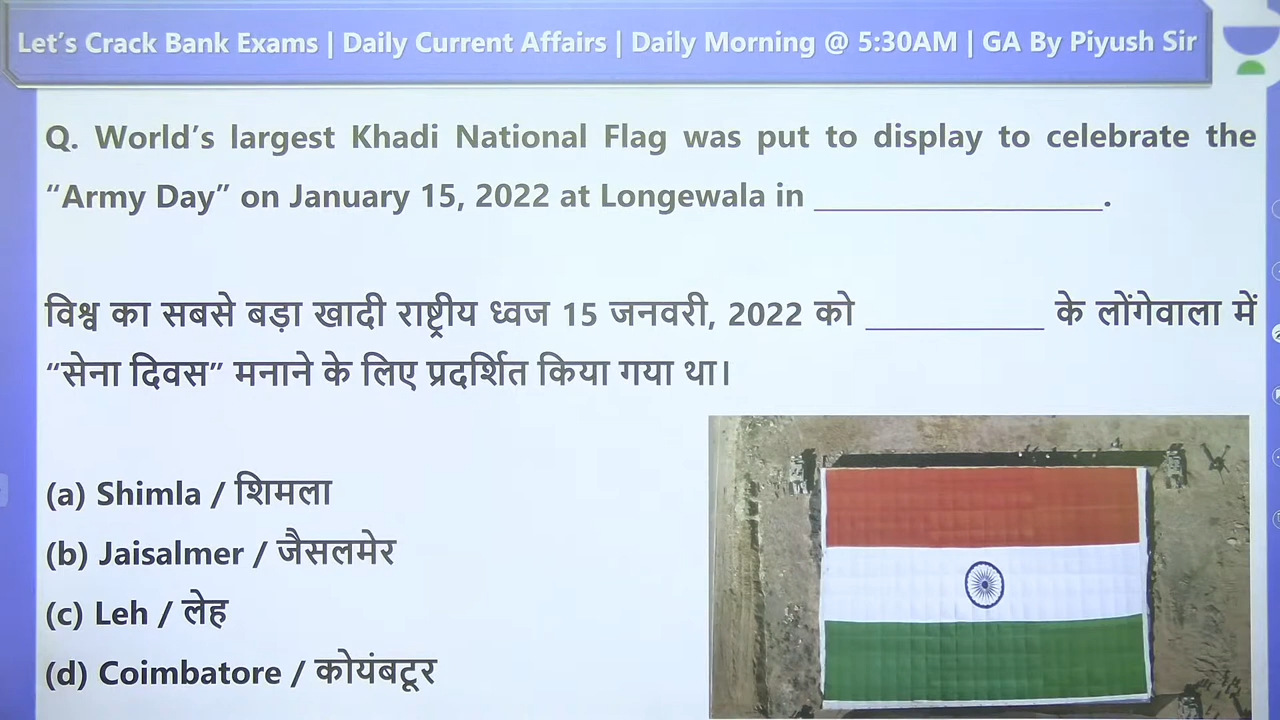 Let’s Crack Bank Exams | Daily Current Affairs | Daily Morning @ 5:30AM | GA By Piyush Sir
Q. World’s largest Khadi National Flag was put to display to celebrate the
“Army Day” on January 15, 2022 at Longewala in __________________.
विश्व का सबसे बड़ा खादी राष्ट्रीय ध्वज 15 जनवरी, 2022 को ___________ के लोंगेवाला में
“सेना दिवस” मनाने के लिए प्रदर्शित किया गया था।
(a) Shimla / शिमला
(b) Jaisalmer / जैसलमेर
(c) Leh / लेह
(d) Coimbatore / कोयंबटूर